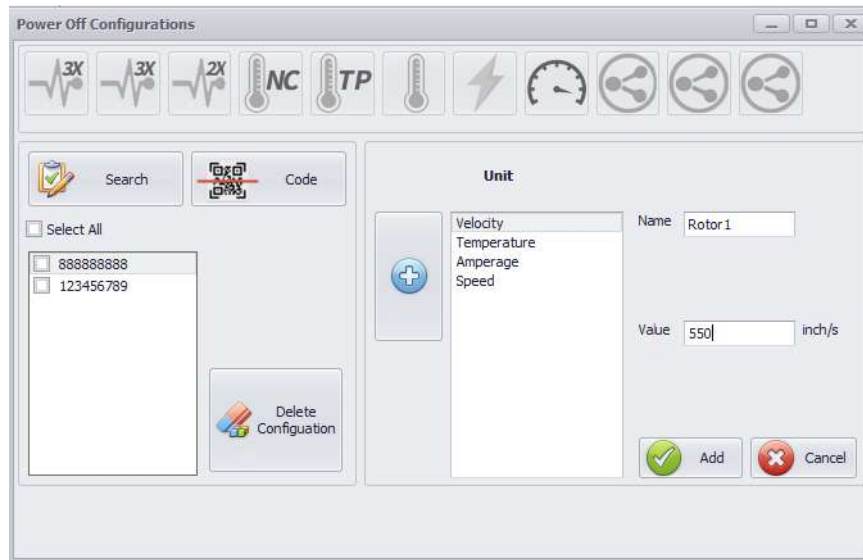 Power Off Configurations
3X 3X 2X NC TP
Search Code
Unit
Select All
888888888
123456789
Velocity
Temperature
Amperage
Speed
Name Rotor1
Value 550 inch/s
Delete
Configuation
Add Cancel